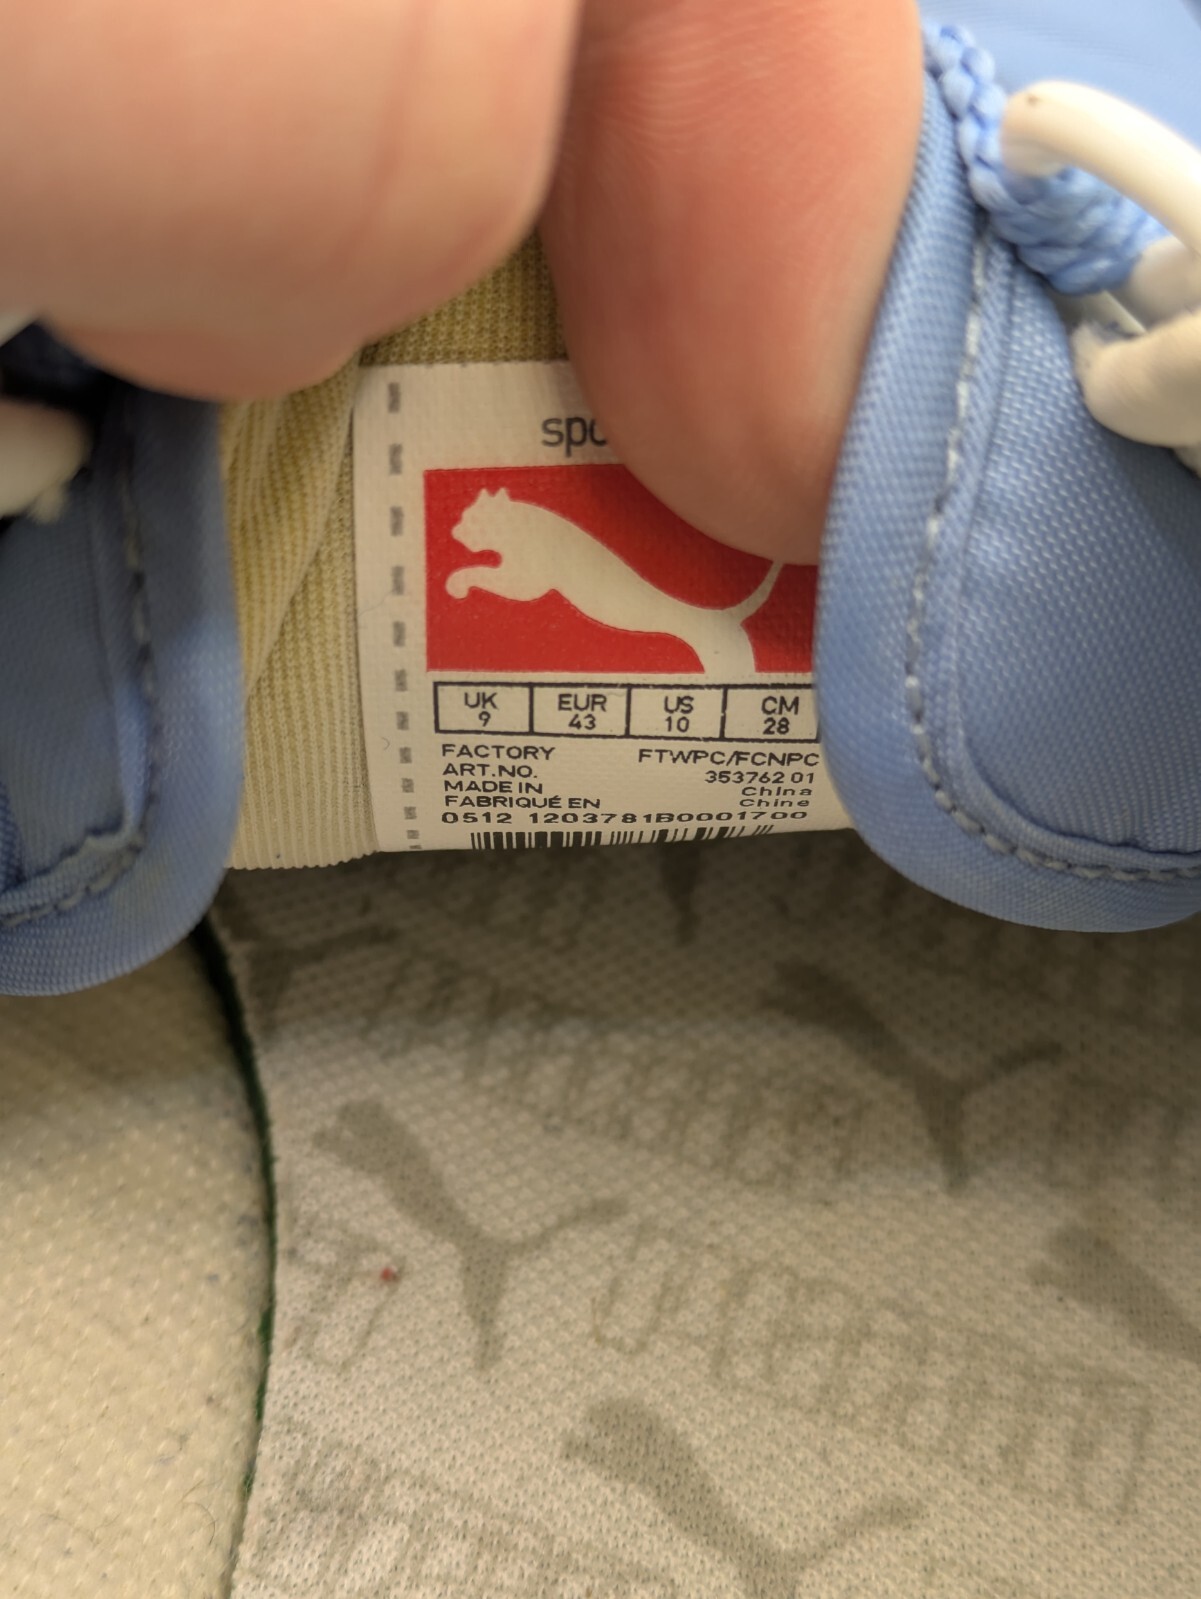 UK EUR US CM
9 43 10 28
FACTORY FTWPC/FCNPC
ART.NO. 353762 01
MADE IN China
FABRIQUÉ EN Chine
0512 1203781B0001700